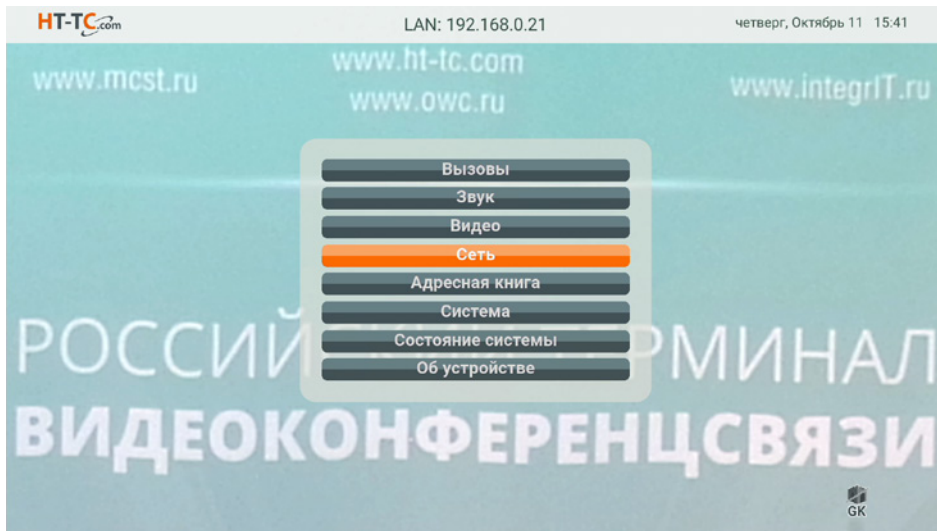 HT-TC.com
LAN: 192.168.0.21
четверг, Октябрь 11 15:41
www.mcst.ru
www.ht-tc.com
www.owc.ru
www.integrIT.ru
Вызовы
Звук
Видео
Сеть
Адресная книга
Система
Состояние системы
Об устройстве
РОССИЙ РМИНАЛ
ВИДЕОКОНФЕРЕНЦСВЯЗИ
GK